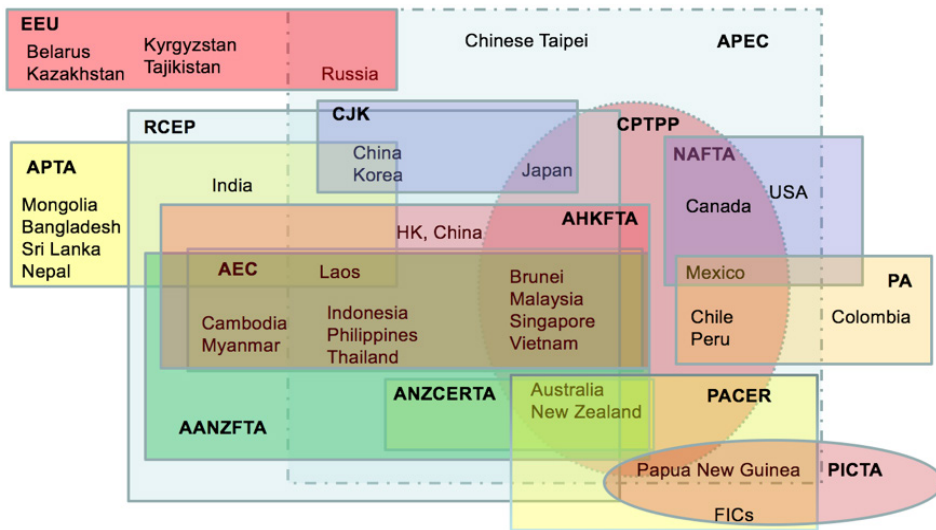 EEU
Belarus
Kazakhstan
Kyrgyzstan
Tajikistan
Russia
Chinese Taipei
APEC
RCEP
CJK
China
Korea
Japan
CPTPP
NAFTA
Canada
USA
APTA
Mongolia
Bangladesh
Sri Lanka
Nepal
India
AHKFTA
HK, China
AEC
Laos
Cambodia
Myanmar
Indonesia
Philippines
Thailand
Brunei
Malaysia
Singapore
Vietnam
Mexico
PA
Chile
Peru
Colombia
AANZFTA
ANZCERTA
Australia
New Zealand
PACER
Papua New Guinea
PICTA
FICs